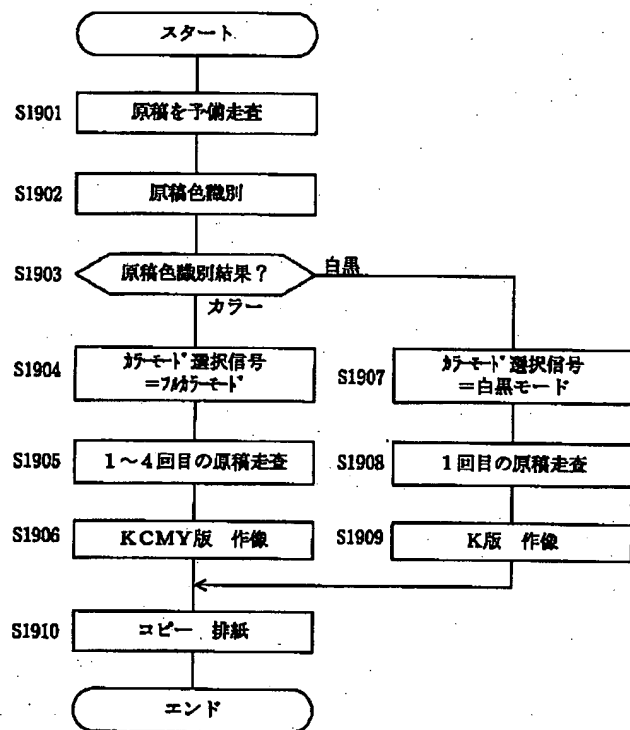 スタート
S1901 原稿を予備走査
S1902 原稿色識別
S1903 原稿色識別結果? 白黒
カラー
S1904 カラーモード選択信号
=フルカラーモード
S1907 カラーモード選択信号
=白黒モード
S1905 1~4回目の原稿走査
S1908 1回目の原稿走査
S1906 KCMY版 作像
S1909 K版 作像
S1910 コピー 排紙
エンド